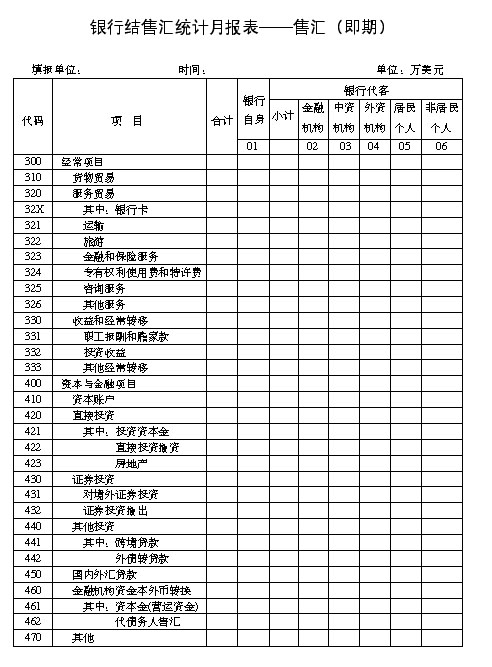 银行结售汇统计月报表——售汇（即期）
填报单位： 时间： 单位：万美元
代码 项 目 合计 银行自身 银行代客
小计 金融机构 中资机构 外资机构 居民个人 非居民个人
01 02 03 04 05 06
300 经常项目
310 货物贸易
320 服务贸易
32X 其中：银行卡
321 运输
322 旅游
323 金融和保险服务
324 专有权利使用费和特许费
325 咨询服务
326 其他服务
330 收益和经常转移
331 职工报酬和赡家款
332 投资收益
333 其他经常转移
400 资本与金融项目
410 资本账户
420 直接投资
421 其中：投资资本金
422 直接投资撤资
423 房地产
430 证券投资
431 对境外证券投资
432 证券投资撤出
440 其他投资
441 其中：跨境贷款
442 外债转贷款
450 国内外汇贷款
460 金融机构资金本外币转换
461 其中：资本金(营运资金)
462 代债务人售汇
470 其他